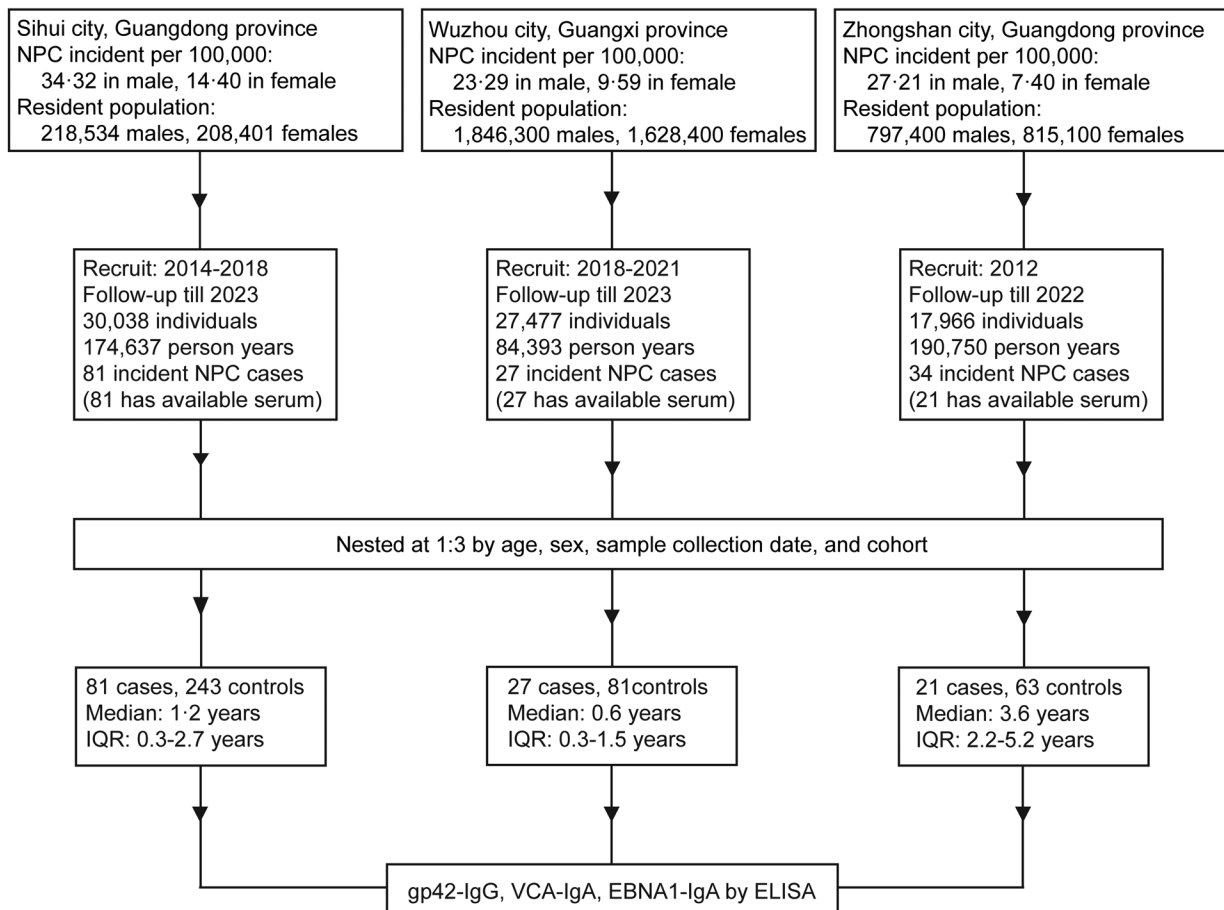 Sihui city, Guangdong province
NPC incident per 100,000:
34·32 in male, 14·40 in female
Resident population:
218,534 males, 208,401 females
Wuzhou city, Guangxi province
NPC incident per 100,000:
23·29 in male, 9·59 in female
Resident population:
1,846,300 males, 1,628,400 females
Zhongshan city, Guangdong province
NPC incident per 100,000:
27·21 in male, 7·40 in female
Resident population:
797,400 males, 815,100 females
Recruit: 2014-2018
Follow-up till 2023
30,038 individuals
174,637 person years
81 incident NPC cases
(81 has available serum)
Recruit: 2018-2021
Follow-up till 2023
27,477 individuals
84,393 person years
27 incident NPC cases
(27 has available serum)
Recruit: 2012
Follow-up till 2022
17,966 individuals
190,750 person years
34 incident NPC cases
(21 has available serum)
Nested at 1:3 by age, sex, sample collection date, and cohort
81 cases, 243 controls
Median: 1·2 years
IQR: 0.3-2.7 years
27 cases, 81controls
Median: 0.6 years
IQR: 0.3-1.5 years
21 cases, 63 controls
Median: 3.6 years
IQR: 2.2-5.2 years
gp42-IgG, VCA-IgA, EBNA1-IgA by ELISA